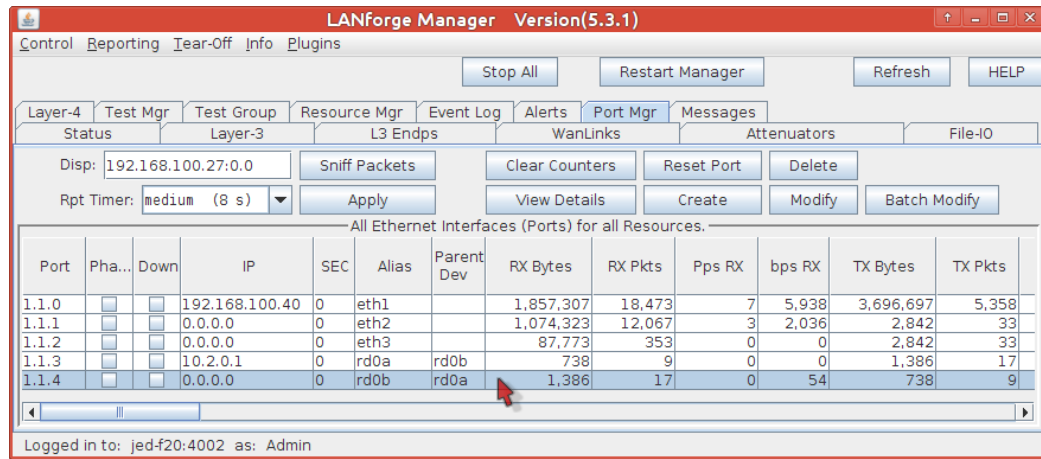 LANforge Manager Version(5.3.1)
Control Reporting Tear-Off Info Plugins
Stop All Restart Manager Refresh HELP
Layer-4 Test Mgr Test Group Resource Mgr Event Log Alerts Port Mgr Messages
Status Layer-3 L3 Endps WanLinks Attenuators File-IO
Disp: 192.168.100.27:0.0 Sniff Packets Clear Counters Reset Port Delete
Rpt Timer: medium (8 s) Apply View Details Create Modify Batch Modify
All Ethernet Interfaces (Ports) for all Resources.
Port Pha... Down IP SEC Alias Parent Dev RX Bytes RX Pkts Pps RX bps RX TX Bytes TX Pkts
1.1.0 192.168.100.40 0 eth1 1,857,307 18,473 7 5,938 3,696,697 5,358
1.1.1 0.0.0.0 0 eth2 1,074,323 12,067 3 2,036 2,842 33
1.1.2 0.0.0.0 0 eth3 87,773 353 0 0 2,842 33
1.1.3 10.2.0.1 0 rd0a rd0b 738 9 0 0 1,386 17
1.1.4 0.0.0.0 0 rd0b rd0a 1,386 17 0 54 738 9
Logged in to: jed-f20:4002 as: Admin